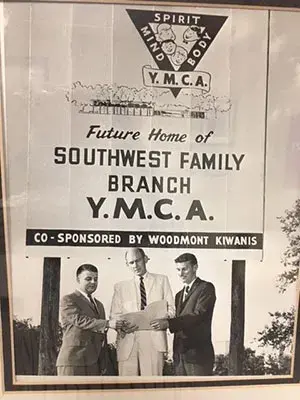 SPIRIT
MIND
BODY
Y.M.C.A.
Future Home of
SOUTHWEST FAMILY
BRANCH
Y.M.C.A.
CO-SPONSORED BY WOODMONT KIWANIS